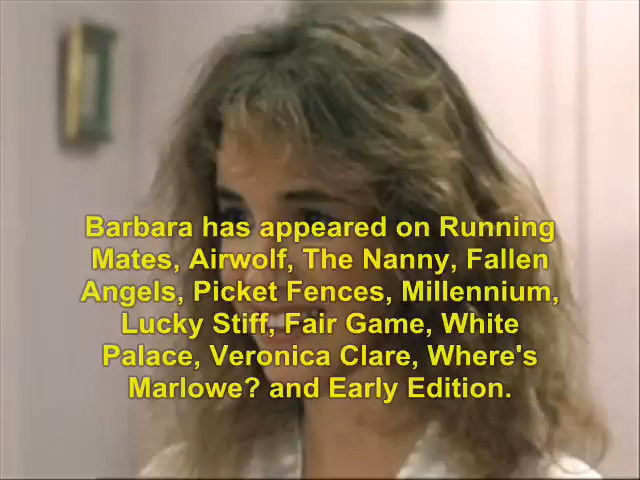 Barbara has appeared on Running
Mates, Airwolf, The Nanny, Fallen
Angels, Picket Fences, Millennium,
Lucky Stiff, Fair Game, White
Palace, Veronica Clare, Where's
Marlowe? and Early Edition.